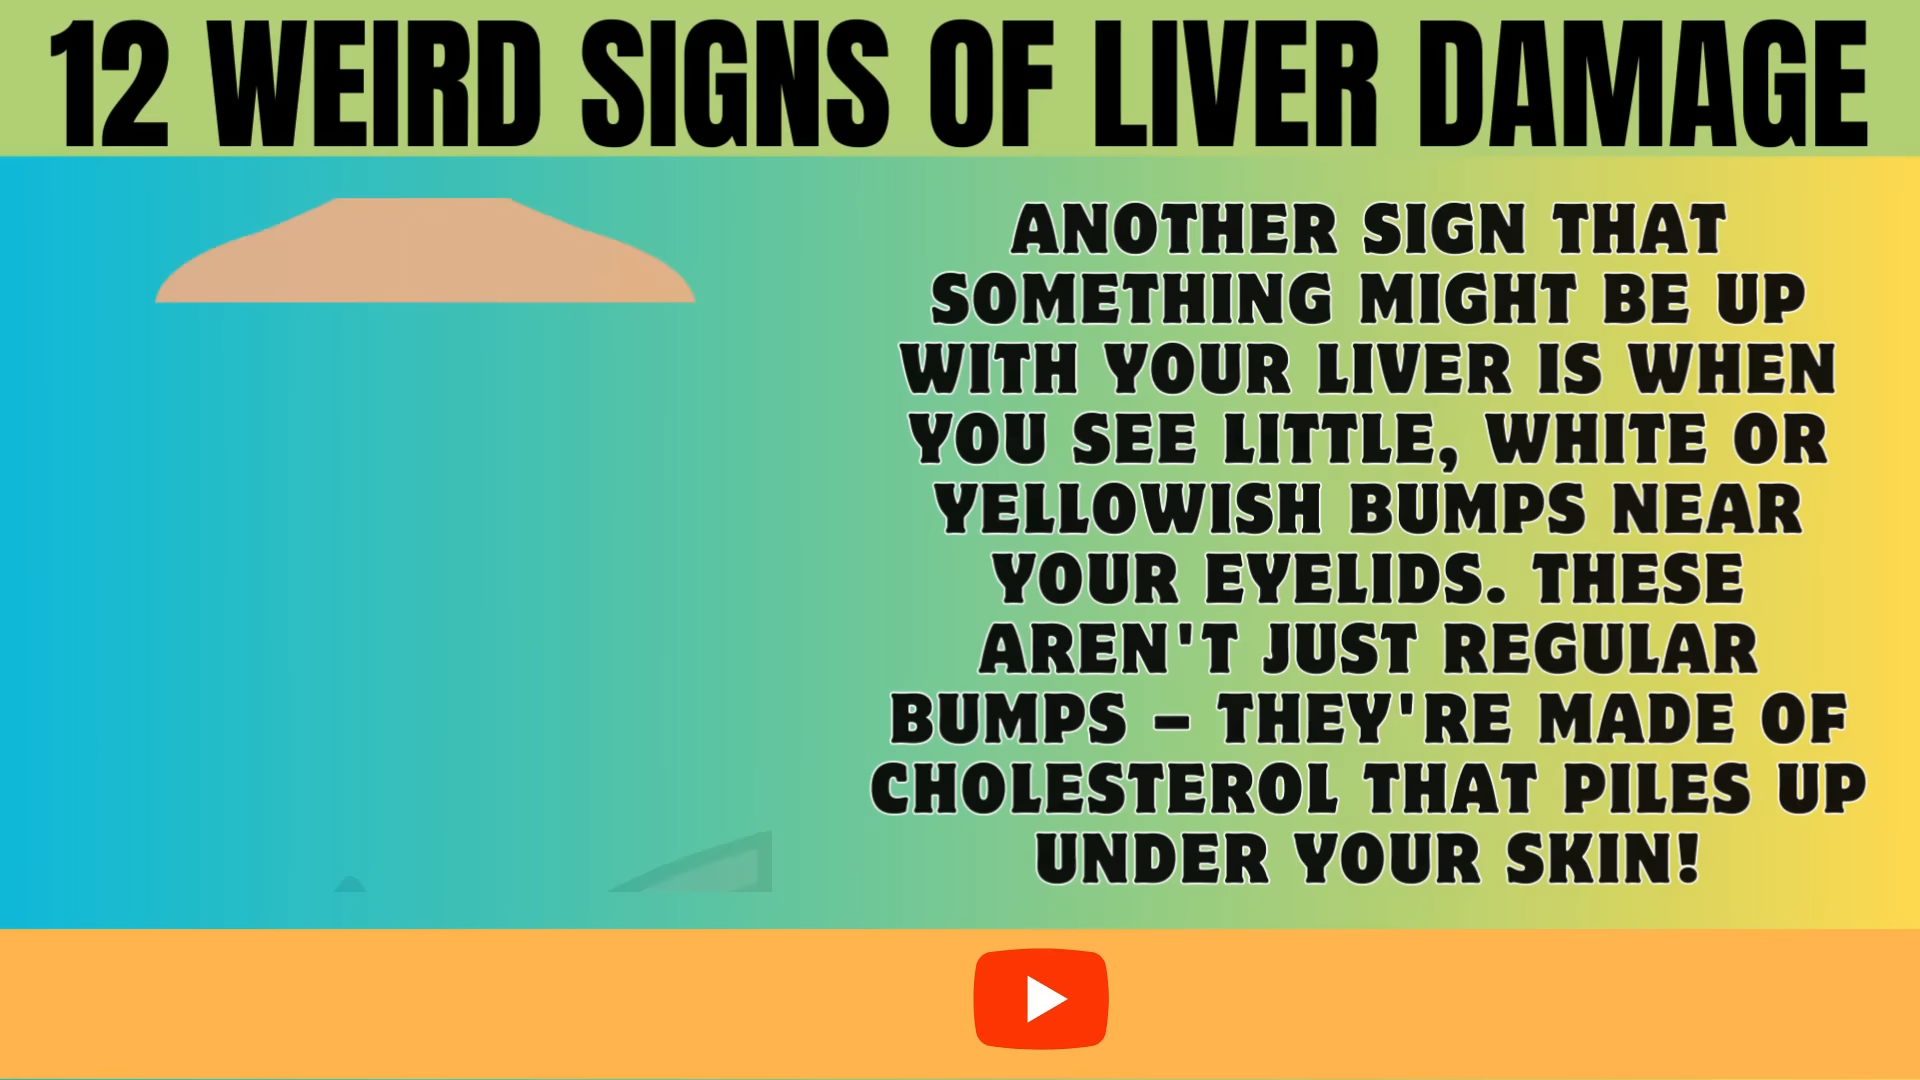 12 WEIRD SIGNS OF LIVER DAMAGE
ANOTHER SIGN THAT
SOMETHING MIGHT BE UP
WITH YOUR LIVER IS WHEN
YOU SEE LITTLE, WHITE OR
YELLOWISH BUMPS NEAR
YOUR EYELIDS. THESE
AREN'T JUST REGULAR
BUMPS – THEY'RE MADE OF
CHOLESTEROL THAT PILES UP
UNDER YOUR SKIN!